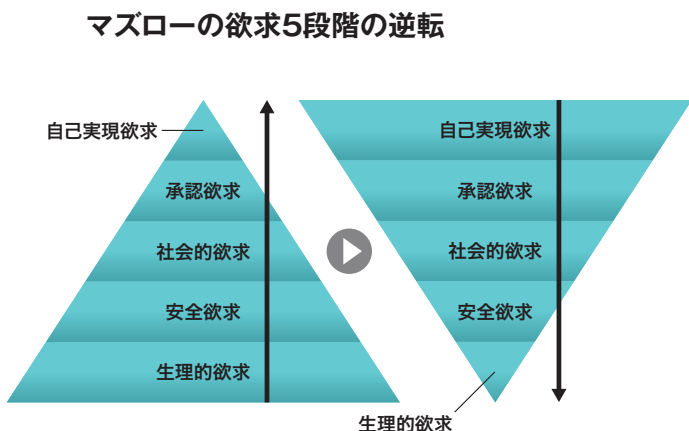 マズローの欲求5段階の逆転
自己実現欲求
承認欲求
社会的欲求
安全欲求
生理的欲求
自己実現欲求
承認欲求
社会的欲求
安全欲求
生理的欲求